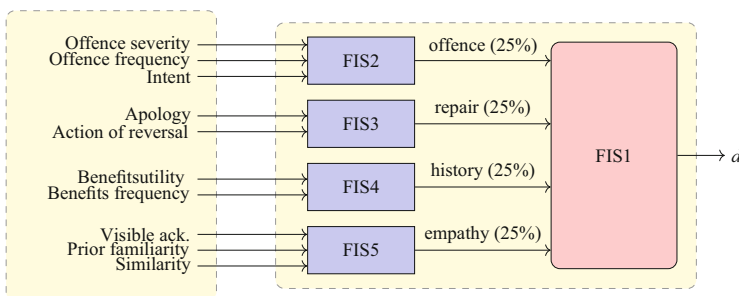 Offence severity
Offence frequency
Intent
FIS2
offence (25%)
Apology
Action of reversal
FIS3
repair (25%)
Benefitsutility
Benefits frequency
FIS4
history (25%)
Visible ack.
Prior familiarity
Similarity
FIS5
empathy (25%)
FIS1